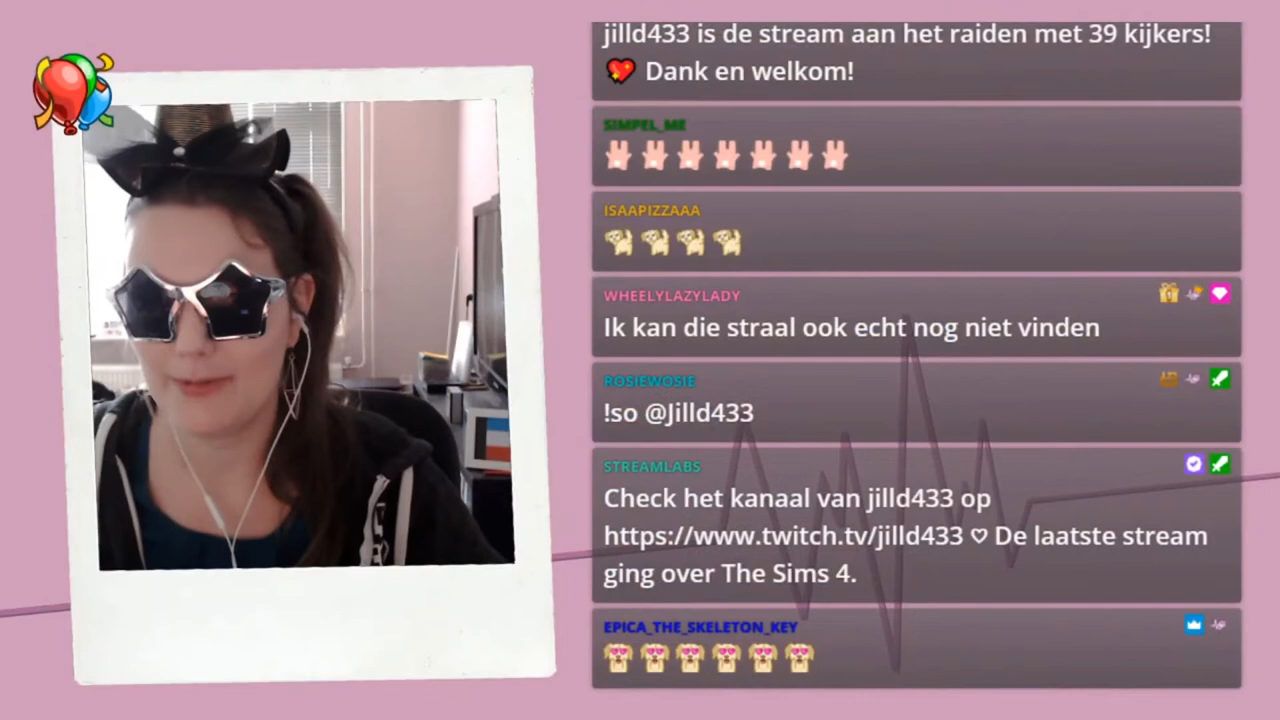 jilld433 is de stream aan het raiden met 39 kijkers!
💖 Dank en welkom!
SIMPEL_ME
ISAAPIZZAAA
WHEELYLAZYLADY
Ik kan die straal ook echt nog niet vinden
ROSIEWOSIE
!so @Jilld433
STREAMLABS
Check het kanaal van jilld433 op
https://www.twitch.tv/jilld433 ♡ De laatste stream
ging over The Sims 4.
EPICA_THE_SKELETON_KEY